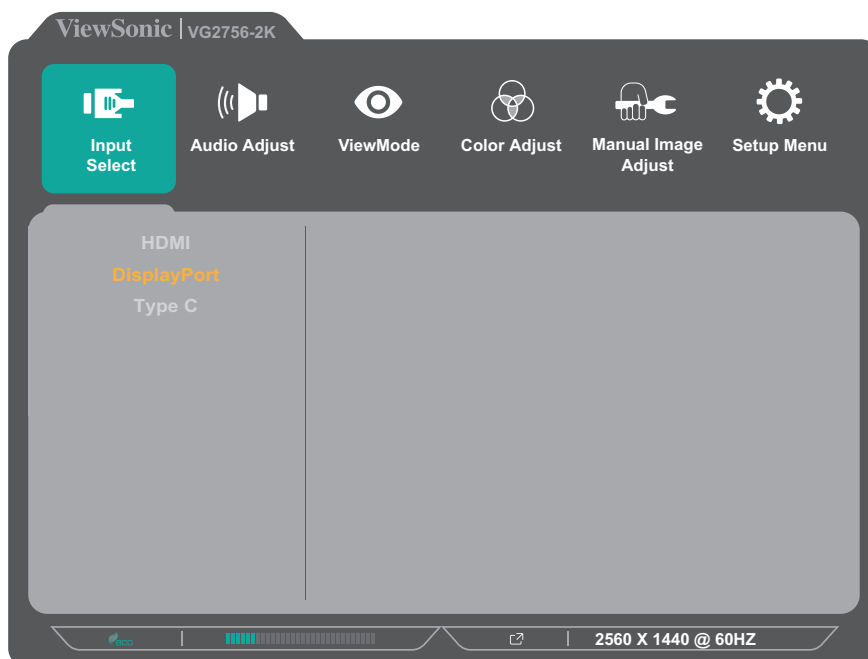 ViewSonic | VG2756-2K
Input Select
Audio Adjust
ViewMode
Color Adjust
Manual Image Adjust
Setup Menu
HDMI
DisplayPort
Type C
eco
2560 X 1440 @ 60HZ